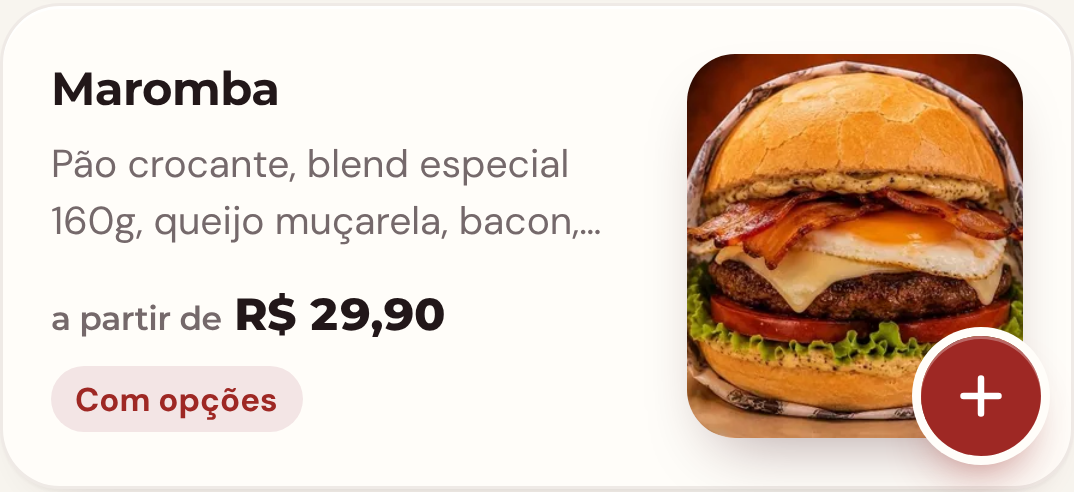 Maromba
Pão crocante, blend especial
160g, queijo muçarela, bacon,...
a partir de R$ 29,90
Com opções